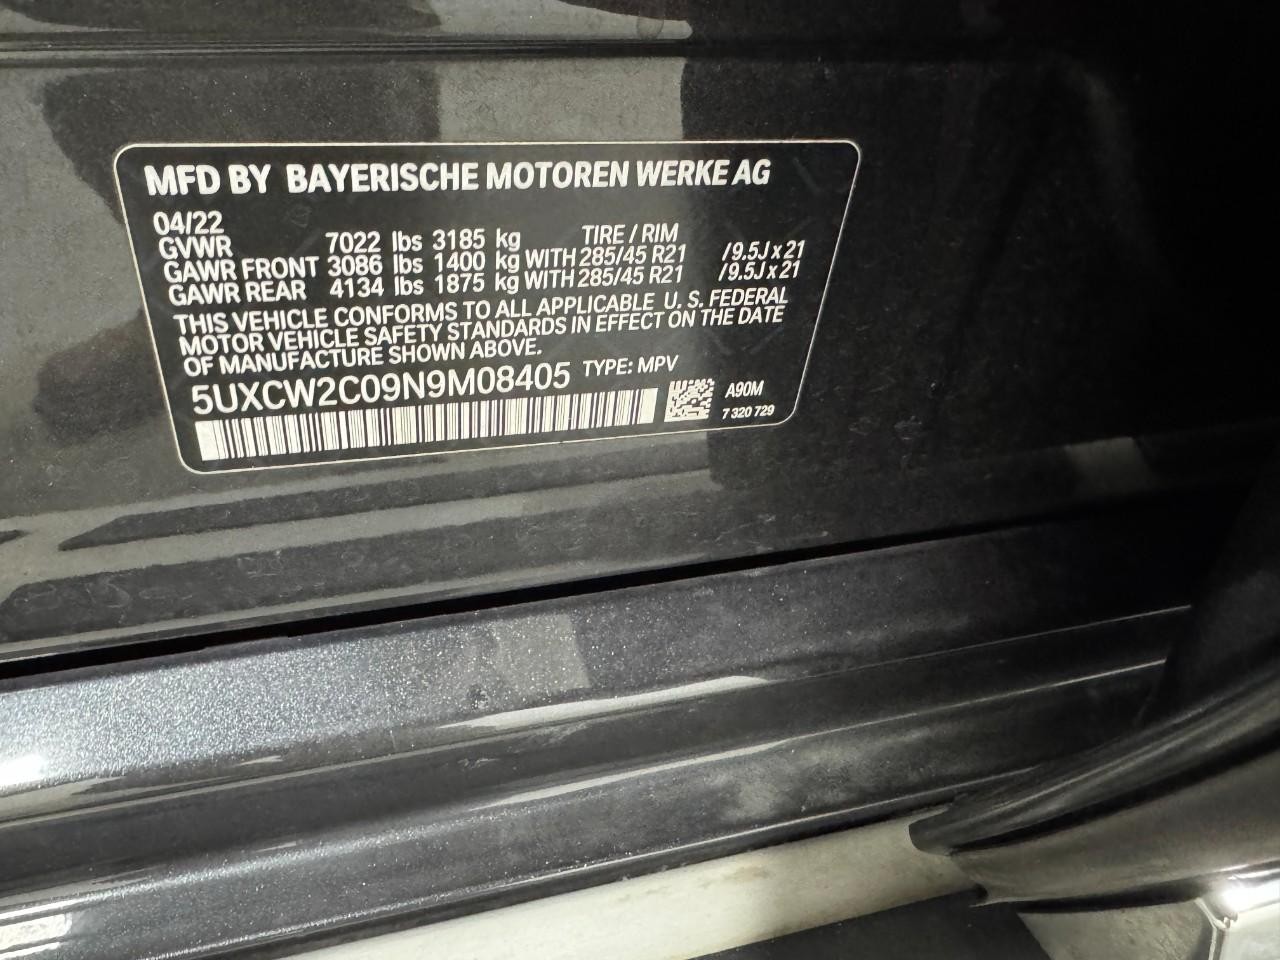 MFD BY BAYERISCHE MOTOREN WERKE AG
04/22
GVWR 7022 lbs 3185 kg TIRE / RIM
GAWR FRONT 3086 lbs 1400 kg WITH 285/45 R21 /9.5J x 21
GAWR REAR 4134 lbs 1875 kg WITH 285/45 R21 /9.5J x 21
THIS VEHICLE CONFORMS TO ALL APPLICABLE U. S. FEDERAL
MOTOR VEHICLE SAFETY STANDARDS IN EFFECT ON THE DATE
OF MANUFACTURE SHOWN ABOVE.
5UXCW2C09N9M08405 TYPE: MPV
A90M
7 320 729